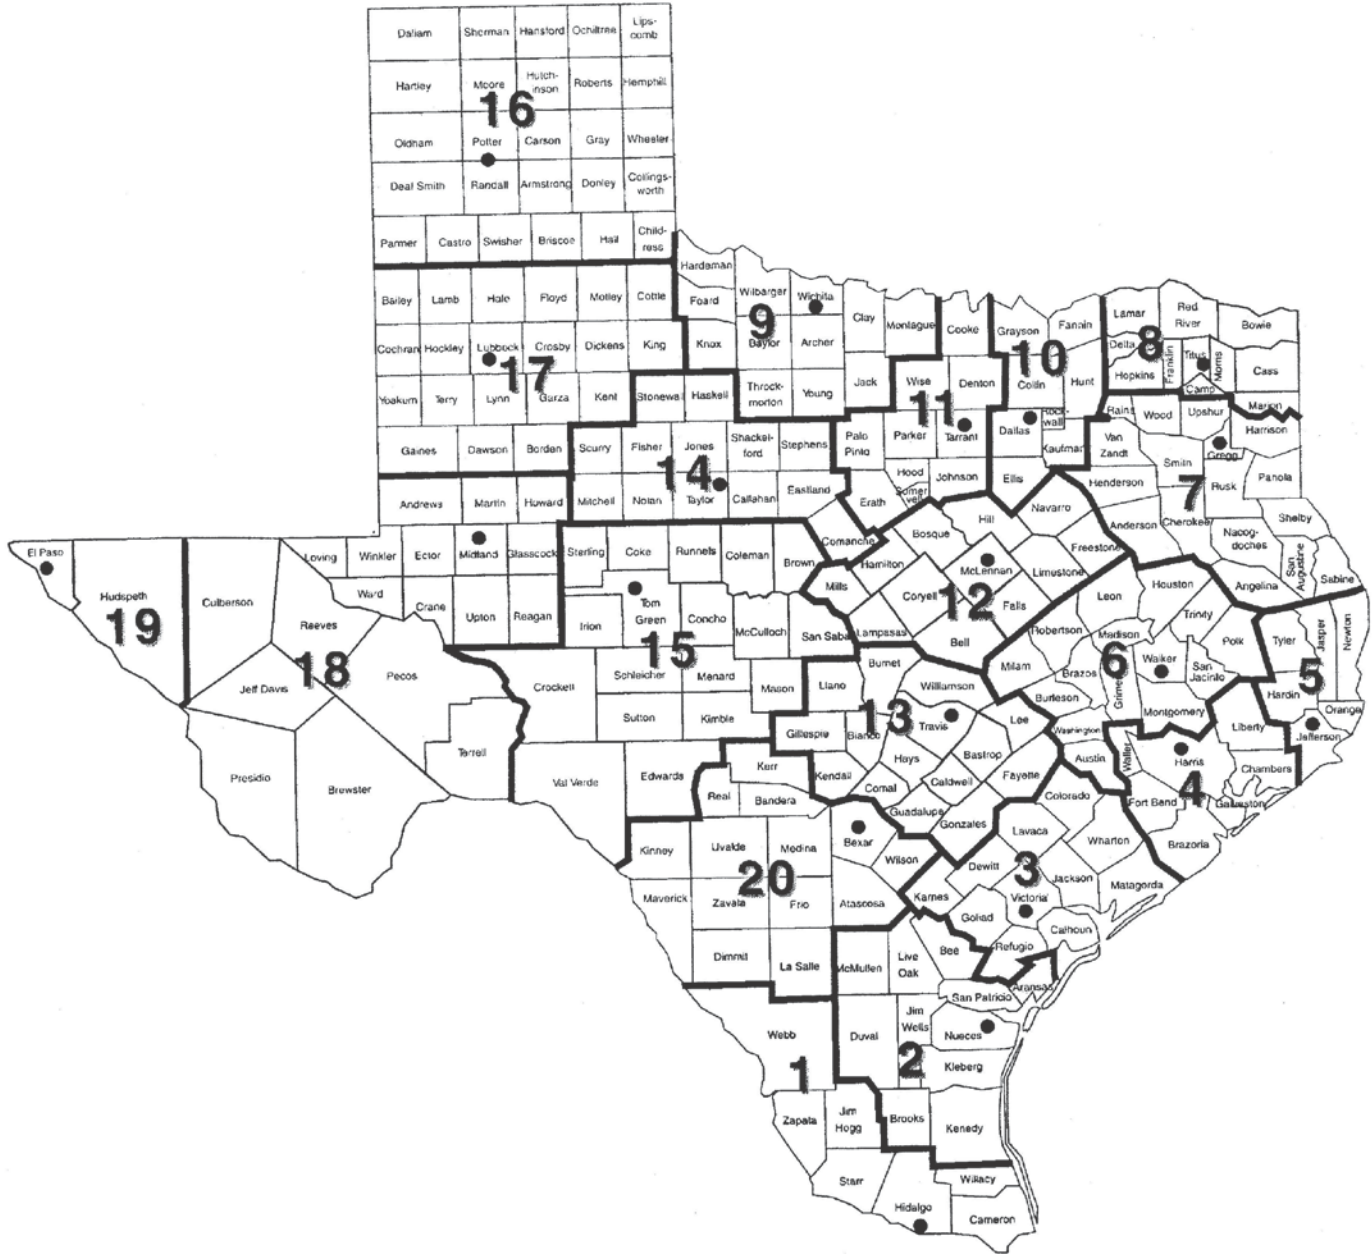 Dallam Sherman Hansford Ochiltree Lips-
comb
Hartley Moore Hutch-
inson Roberts Hemphill
16
Oldham Potter Carson Gray Wheeler
Deaf Smith Randall Armstrong Donley Collings-
worth
Parmer Castro Swisher Briscoe Hall Child-
ress
Hardeman
Bailey Lamb Hale Floyd Motley Cottle Foard Wilbarger Wichita
Clay Montague Cooke Grayson Fannin Lamar Red
River Bowie
9
Cochran Hockley Lubbock Crosby Dickens King Knox Baylor Archer
10
Delta Franklin Titus Morris Cass
8
Hopkins Camp
17
Yoakum Terry Lynn Garza Kent Stonewall Haskell Throck-
morton Young Jack Wise Denton Collin Hunt
11
Rains Wood Upshur Marion
Gaines Dawson Borden Scurry Fisher Jones Shackel-
ford Stephens Palo
Pinto Parker Tarrant Dallas Rock-
wall Kaufman Van
Zandt Smith Gregg Harrison
14
Andrews Martin Howard Mitchell Nolan Taylor Callahan Eastland Erath Hood
Somer
vell Johnson Ellis Henderson Rusk Panola
7
El Paso Hudspeth Culberson Loving Winkler Ector Midland Glasscock Sterling Coke Runnels Coleman Brown Comanche Bosque Hill Navarro Anderson Cherokee Nacog-
doches Shelby
19
Ward Crane Upton Reagan Irion Tom
Green Concho McCulloch San Saba Mills Hamilton Coryell McLennan Limestone Freestone Falls San
Augustine Sabine Angelina
12
Reeves Lampasas Bell Robertson Leon Houston Trinity Polk Tyler Jasper Newton
18
15
Jeff Davis Pecos Crockett Schleicher Menard Mason Llano Burnet Williamson Milam Brazos Madison Grimes Walker San
Jacinto Hardin Orange
6
5
13
Presidio Brewster Terrell Sutton Kimble Gillespie Blanco Travis Lee Burleson Washington Montgomery Liberty Jefferson
Val Verde Edwards Kerr Kendall Hays Bastrop Fayette Austin Waller Harris Chambers
Real Bandera Comal Caldwell Colorado Fort Bend Galveston
4
Guadalupe Gonzales Lavaca Wharton Brazoria
Kinney Uvalde Medina Bexar Wilson Dewitt Jackson Matagorda
3
20
Maverick Zavala Frio Atascosa Karnes Goliad Victoria Calhoun
Dimmit La Salle McMullen Live
Oak Bee Refugio
Aransas
San Patricio
Webb Duval Jim
Wells Nueces
1
2
Kleberg
Zapata Jim
Hogg Brooks Kenedy
Starr Willacy
Hidalgo Cameron